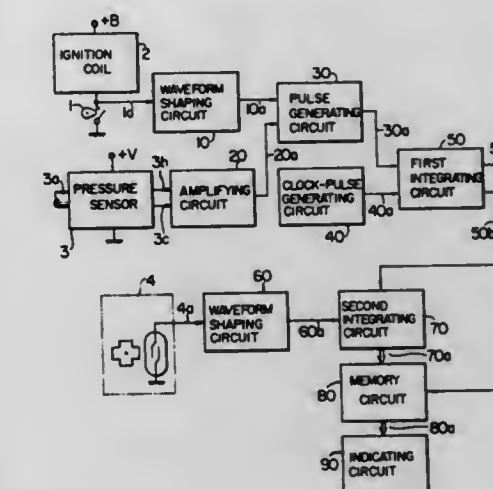 +B
IGNITION
COIL
2
1
1a
WAVEFORM
SHAPING
CIRCUIT
10
10a
30
PULSE
GENERATING
CIRCUIT
30a
+V
3a
PRESSURE
SENSOR
3
3b
3c
20
AMPLIFYING
CIRCUIT
20a
CLOCK-PULSE
GENERATING
CIRCUIT
40
40a
50
FIRST
INTEGRATING
CIRCUIT
50b
4
4a
60
WAVEFORM
SHAPING
CIRCUIT
60a
SECOND
INTEGRATING
CIRCUIT
70
70a
80
MEMORY
CIRCUIT
80a
90
INDICATING
CIRCUIT